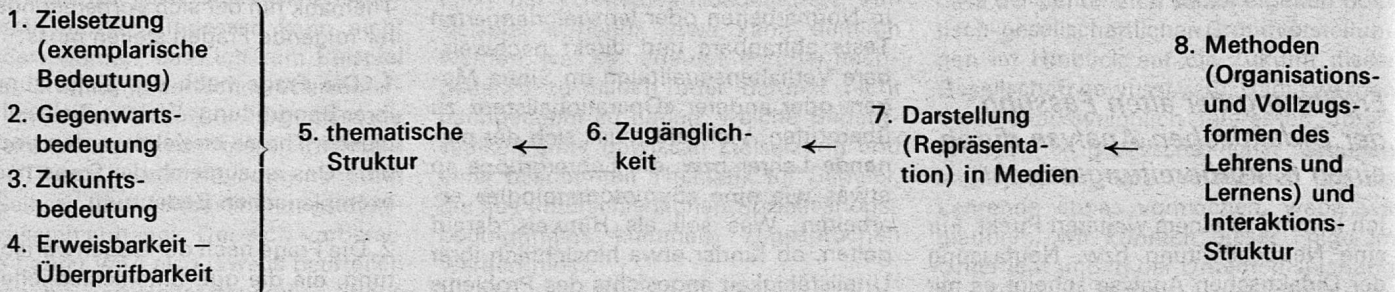 1. Zielsetzung
(exemplarische
Bedeutung)
2. Gegenwarts-
bedeutung
3. Zukunfts-
bedeutung
4. Erweisbarkeit –
Überprüfbarkeit
5. thematische
Struktur
←
6. Zugänglich-
keit
←
7. Darstellung
(Repräsenta-
tion) in Medien
←
8. Methoden
(Organisations-
und Vollzugs-
formen des
Lehrens und
Lernens) und
Interaktions-
Struktur